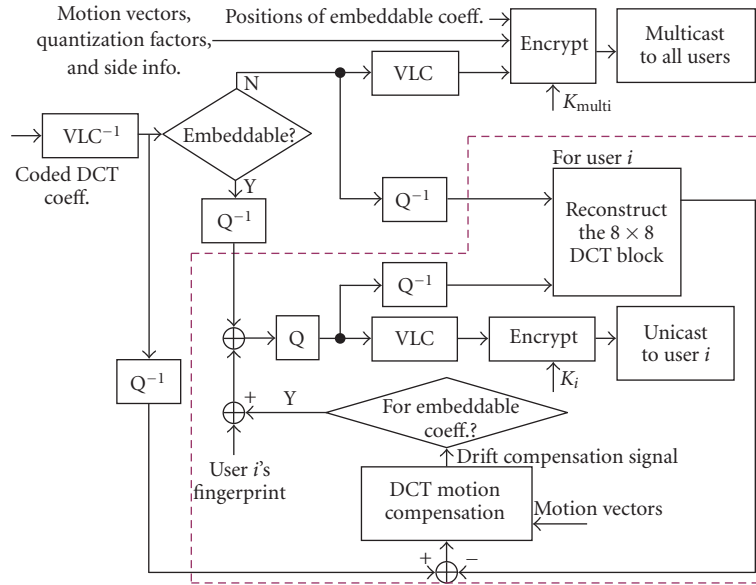 Motion vectors,
quantization factors,
and side info.
Positions of embeddable coeff.
Encrypt
Multicast
to all users
K_multi
N
VLC
VLC⁻¹
Embeddable?
Coded DCT
coeff.
Y
Q⁻¹
For user i
Q⁻¹
Reconstruct
the 8 × 8
DCT block
Q⁻¹
Q
VLC
Encrypt
Unicast
to user i
K_i
Q⁻¹
+
Y
For embeddable
coeff.?
User i's
fingerprint
Drift compensation signal
DCT motion
compensation
Motion vectors
+
−